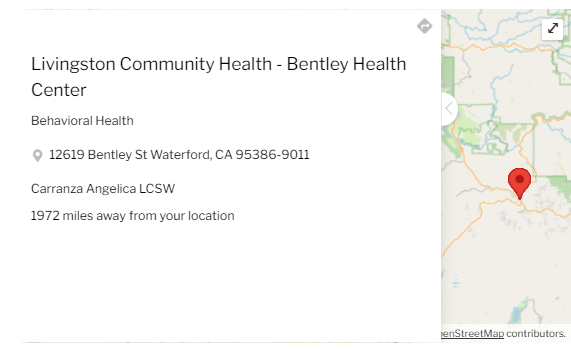 Livingston Community Health - Bentley Health
Center
Behavioral Health
12619 Bentley St Waterford, CA 95386-9011
Carranza Angelica LCSW
1972 miles away from your location
enStreetMap contributors.